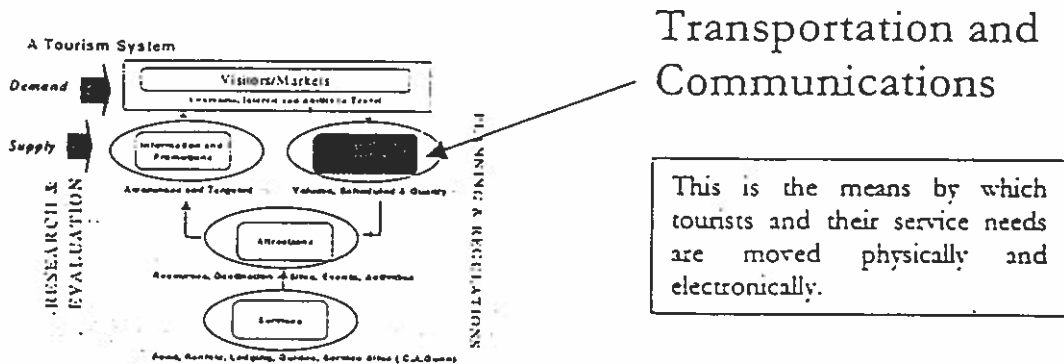 Transportation and
Communications
A Tourism System
Demand
Visitors/Markets
Supply
Information and
Promotions
Awareness and Targeted
Volume, Scheduled & Quality
Attractions
Services
RESEARCH &
EVALUATION
PLANNING & REGULATIONS
This is the means by which
tourists and their service needs
are moved physically and
electronically.